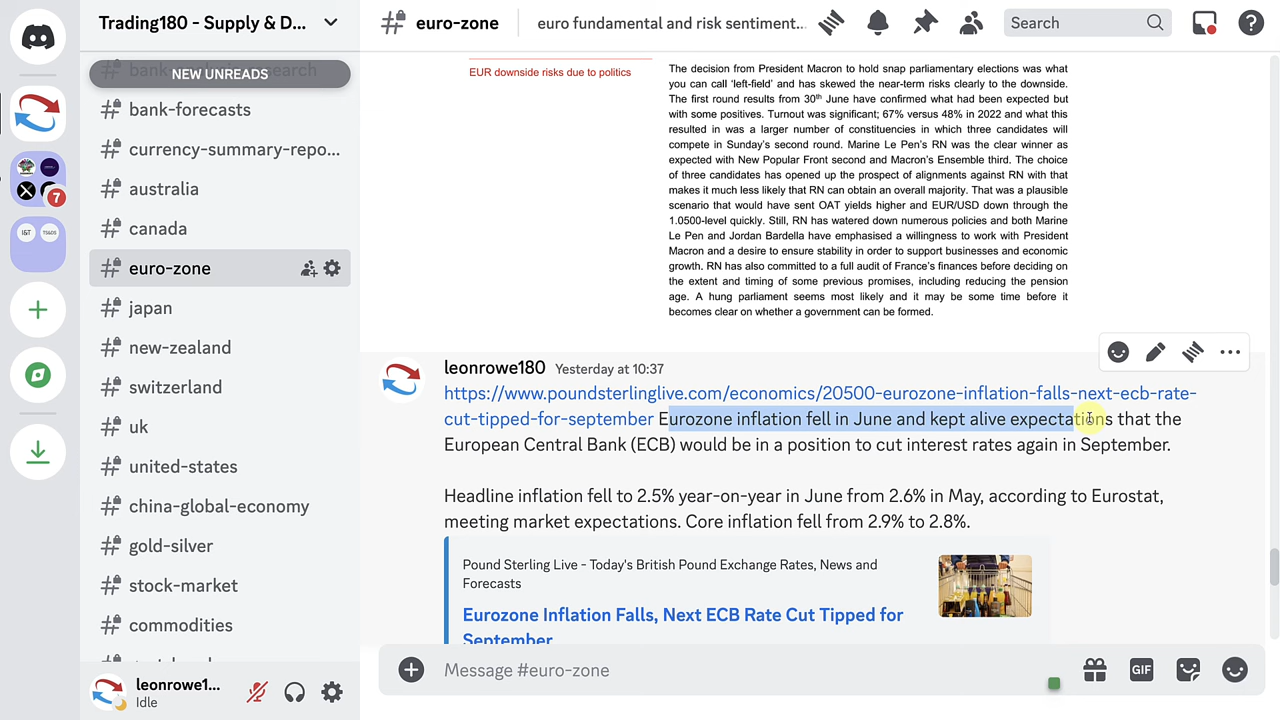 Trading180 - Supply & D...
NEW UNREADS
bank-forecasts
currency-summary-repo...
australia
canada
euro-zone
japan
new-zealand
switzerland
uk
united-states
china-global-economy
gold-silver
stock-market
commodities
leonrowe1...
Idle
7
I&T
euro-zone
euro fundamental and risk sentiment...
Search
EUR downside risks due to politics
The decision from President Macron to hold snap parliamentary elections was what
you can call 'left-field' and has skewed the near-term risks clearly to the downside.
The first round results from 30th June have confirmed what had been expected but
with some positives. Turnout was significant; 67% versus 48% in 2022 and what this
resulted in was a larger number of constituencies in which three candidates will
compete in Sunday's second round. Marine Le Pen's RN was the clear winner as
expected with New Popular Front second and Macron's Ensemble third. The choice
of three candidates has opened up the prospect of alignments against RN with that
makes it much less likely that RN can obtain an overall majority. That was a plausible
scenario that would have sent OAT yields higher and EUR/USD down through the
1.0500-level quickly. Still, RN has watered down numerous policies and both Marine
Le Pen and Jordan Bardella have emphasised a willingness to work with President
Macron and a desire to ensure stability in order to support businesses and economic
growth. RN has also committed to a full audit of France's finances before deciding on
the extent and timing of some previous promises, including reducing the pension
age. A hung parliament seems most likely and it may be some time before it
becomes clear on whether a government can be formed.
leonrowe180 Yesterday at 10:37
https://www.poundsterlinglive.com/economics/20500-eurozone-inflation-falls-next-ecb-rate-
cut-tipped-for-september Eurozone inflation fell in June and kept alive expectations that the
European Central Bank (ECB) would be in a position to cut interest rates again in September.
Headline inflation fell to 2.5% year-on-year in June from 2.6% in May, according to Eurostat,
meeting market expectations. Core inflation fell from 2.9% to 2.8%.
Pound Sterling Live - Today's British Pound Exchange Rates, News and
Forecasts
Eurozone Inflation Falls, Next ECB Rate Cut Tipped for
September
Message #euro-zone
GIF